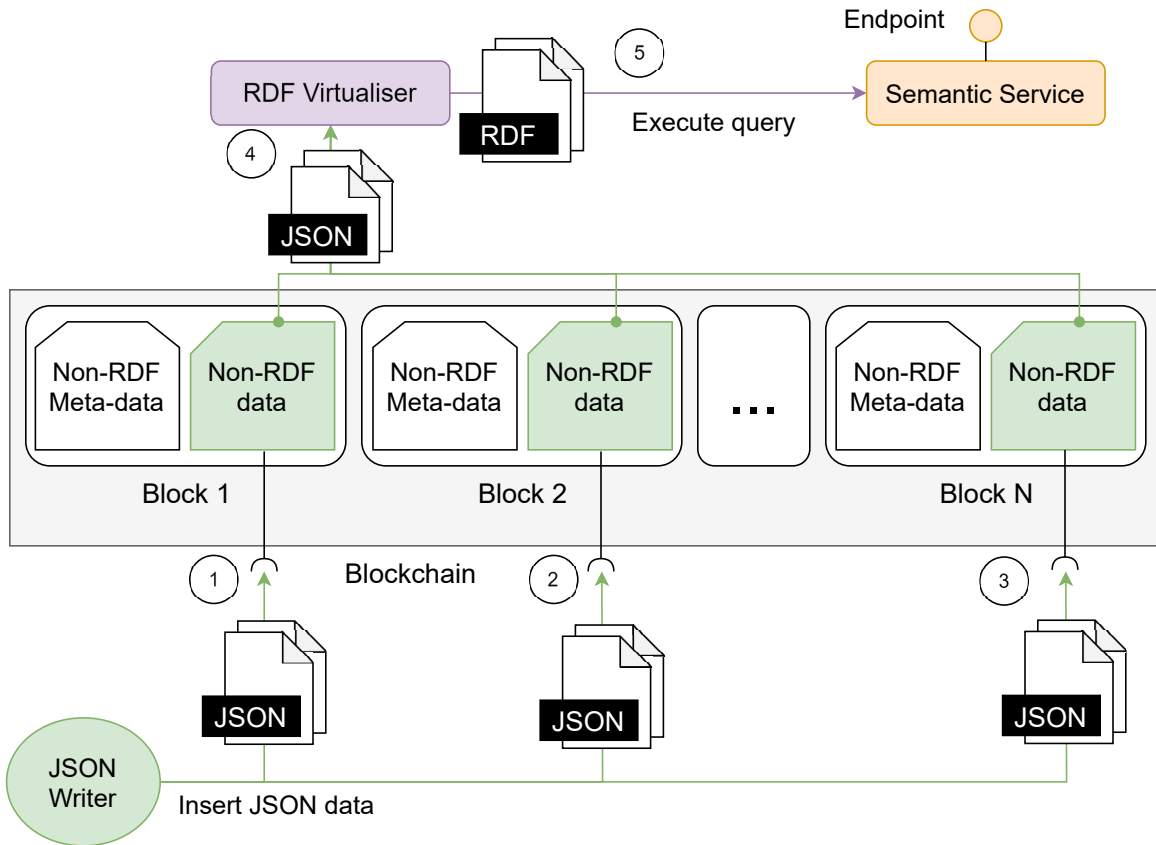 Endpoint
5
RDF Virtualiser
Semantic Service
RDF
Execute query
4
JSON
Non-RDF
Meta-data
Non-RDF
data
Non-RDF
Meta-data
Non-RDF
data
...
Non-RDF
Meta-data
Non-RDF
data
Block 1
Block 2
Block N
1
Blockchain
2
3
JSON
JSON
JSON
JSON
Writer
Insert JSON data